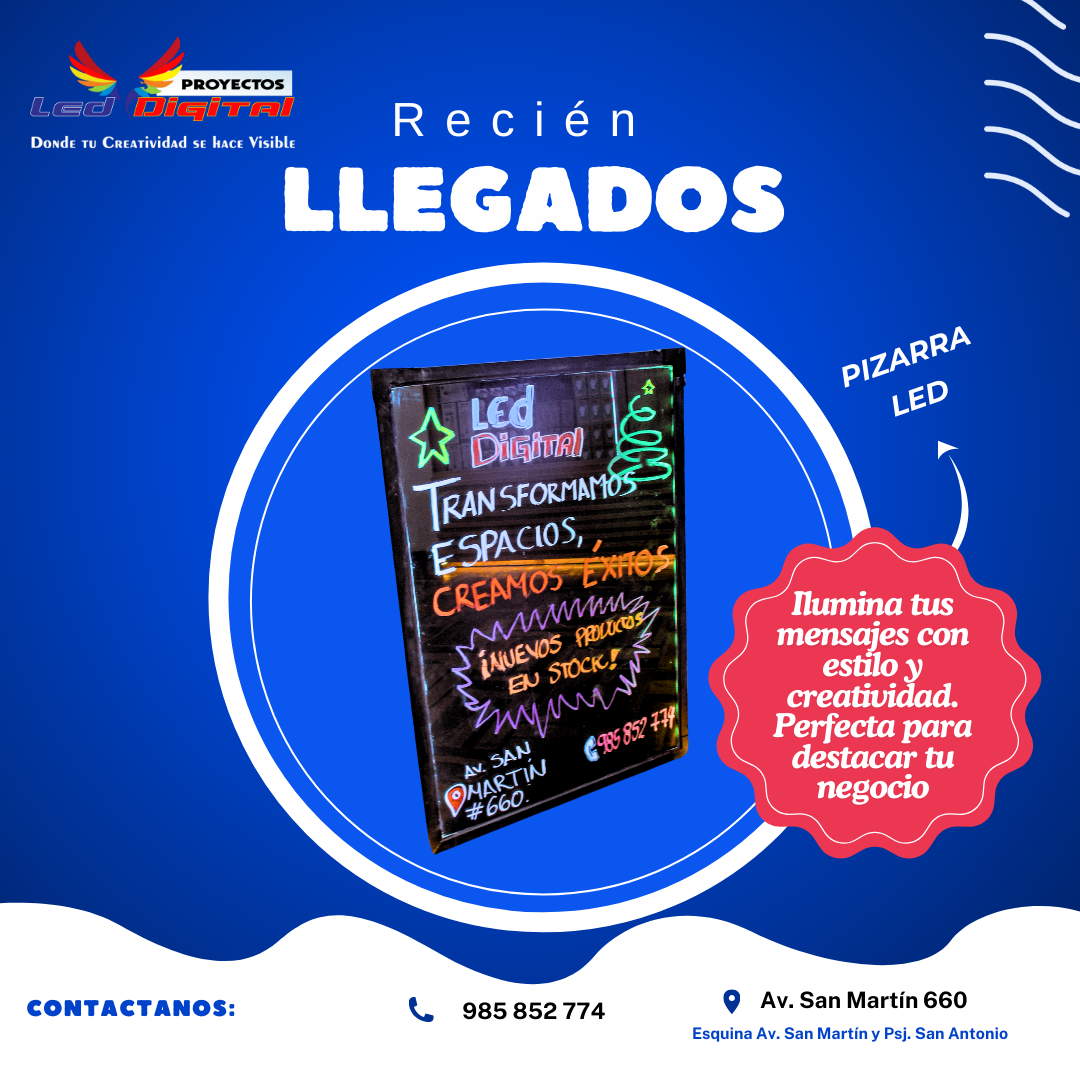 PROYECTOS
Led Digital
Donde tu Creatividad se hace Visible
Recién
LLEGADOS
PIZARRA
LED
LEd
DIGITAL
TRANSFORMAMOS
ESPACIOS,
CREAMOS ÉXITOS
¡NUEVOS PRODUCTOS
EN STOCK!
985 852 774
AV. SAN
MARTÍN
#660.
Ilumina tus
mensajes con
estilo y
creatividad.
Perfecta para
destacar tu
negocio
CONTACTANOS:
985 852 774
Av. San Martín 660
Esquina Av. San Martín y Psj. San Antonio